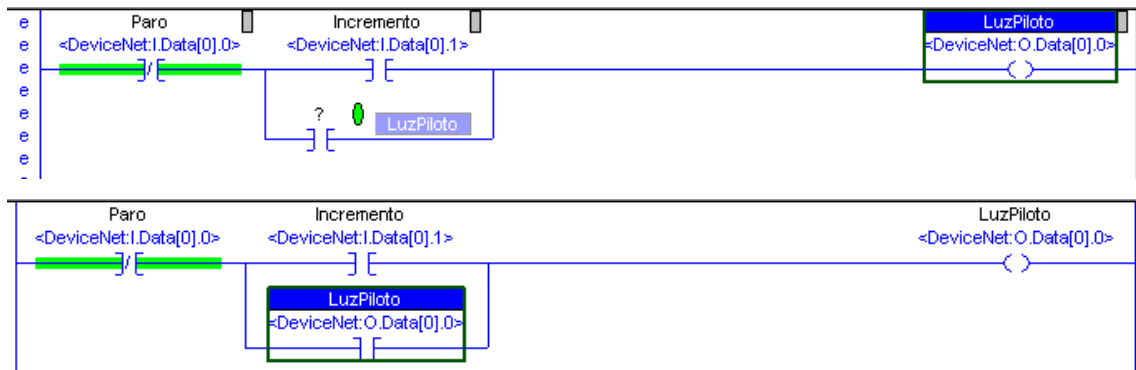 e
e
e
e
e
e
e
Paro Incremento LuzPiloto
<DeviceNet:I.Data[0].0> <DeviceNet:I.Data[0].1> <DeviceNet:O.Data[0].0>
? LuzPiloto
Paro Incremento LuzPiloto
<DeviceNet:I.Data[0].0> <DeviceNet:I.Data[0].1> <DeviceNet:O.Data[0].0>
LuzPiloto
<DeviceNet:O.Data[0].0>